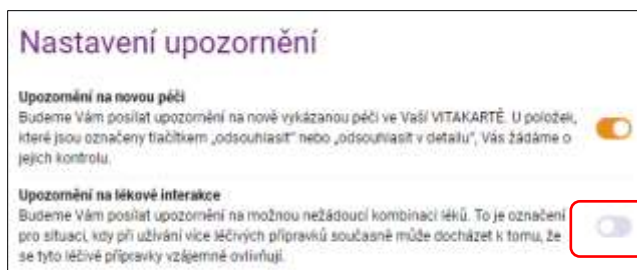 Nastavení upozornění
Upozornění na novou péči
Budeme Vám posílat upozornění na nově vykázanou péči ve Vaší VITAKARTĚ. U položek,
které jsou označeny tlačítkem „odsouhlasit" nebo „odsouhlasit v detailu", Vás žádáme o
jejich kontrolu.
Upozornění na lékové interakce
Budeme Vám posílat upozornění na možnou nežádoucí kombinaci léků. To je označení
pro situaci, kdy při užívání více léčivých přípravků současně může docházet k tomu, že
se tyto léčivé přípravky vzájemně ovlivňují.